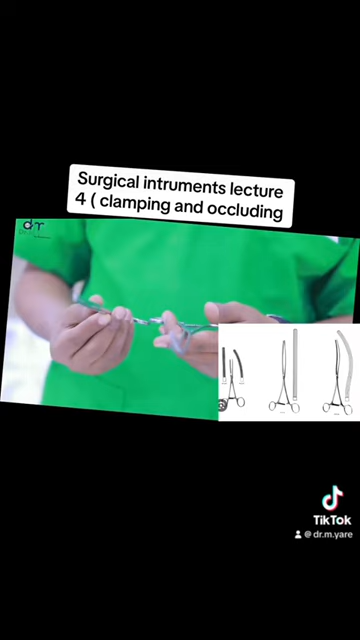 Surgical intruments lecture
4 ( clamping and occluding
TikTok
@ dr.m.yare